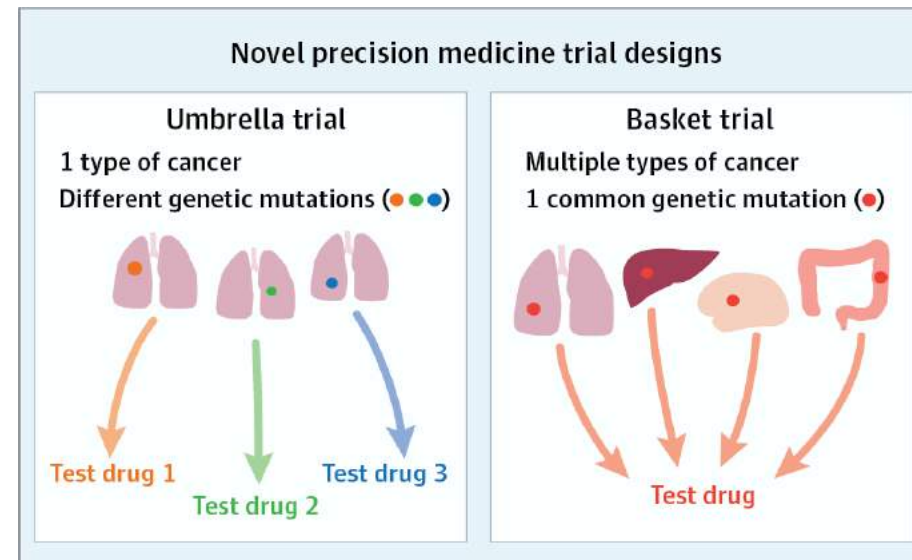 Novel precision medicine trial designs
Umbrella trial
1 type of cancer
Different genetic mutations (●●●)
Test drug 1
Test drug 2
Test drug 3
Basket trial
Multiple types of cancer
1 common genetic mutation (●)
Test drug